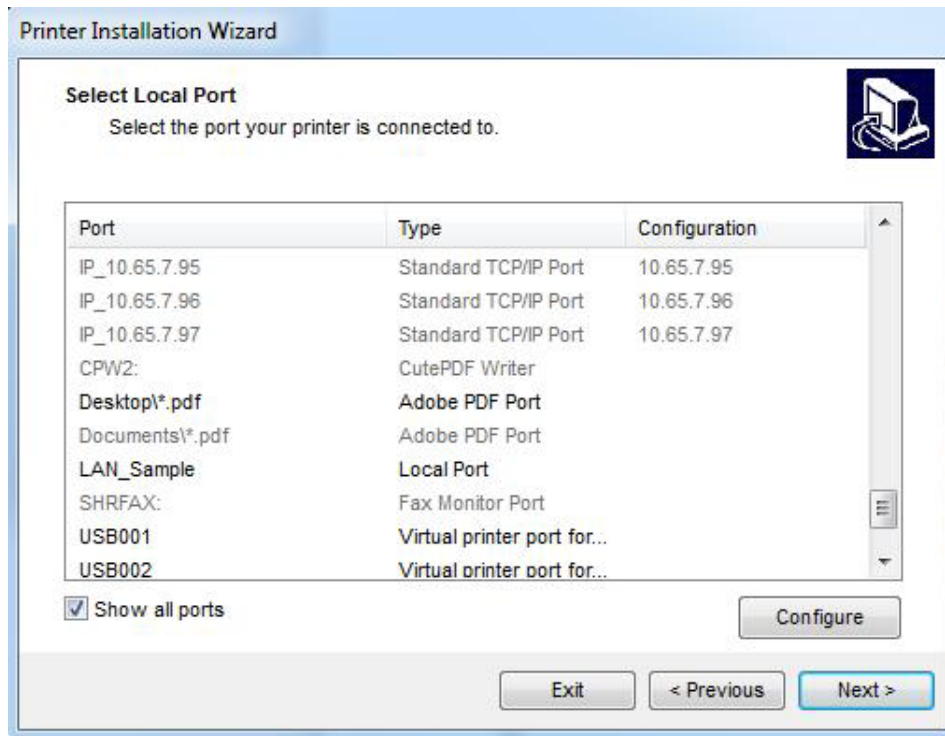 Printer Installation Wizard
Select Local Port
Select the port your printer is connected to.
Port Type Configuration
IP_10.65.7.95 Standard TCP/IP Port 10.65.7.95
IP_10.65.7.96 Standard TCP/IP Port 10.65.7.96
IP_10.65.7.97 Standard TCP/IP Port 10.65.7.97
CPW2: CutePDF Writer
Desktop\*.pdf Adobe PDF Port
Documents\*.pdf Adobe PDF Port
LAN_Sample Local Port
SHRFAX: Fax Monitor Port
USB001 Virtual printer port for...
USB002 Virtual printer port for...
Show all ports
Configure
Exit < Previous Next >